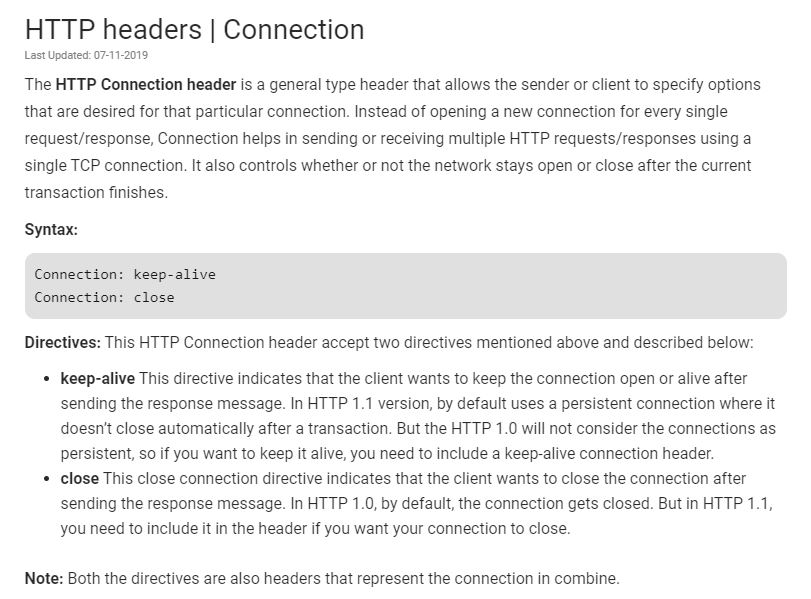 HTTP headers | Connection
Last Updated: 07-11-2019
The HTTP Connection header is a general type header that allows the sender or client to specify options
that are desired for that particular connection. Instead of opening a new connection for every single
request/response, Connection helps in sending or receiving multiple HTTP requests/responses using a
single TCP connection. It also controls whether or not the network stays open or close after the current
transaction finishes.
Syntax:
Connection: keep-alive
Connection: close
Directives: This HTTP Connection header accept two directives mentioned above and described below:
• keep-alive This directive indicates that the client wants to keep the connection open or alive after
sending the response message. In HTTP 1.1 version, by default uses a persistent connection where it
doesn’t close automatically after a transaction. But the HTTP 1.0 will not consider the connections as
persistent, so if you want to keep it alive, you need to include a keep-alive connection header.
• close This close connection directive indicates that the client wants to close the connection after
sending the response message. In HTTP 1.0, by default, the connection gets closed. But in HTTP 1.1,
you need to include it in the header if you want your connection to close.
Note: Both the directives are also headers that represent the connection in combine.